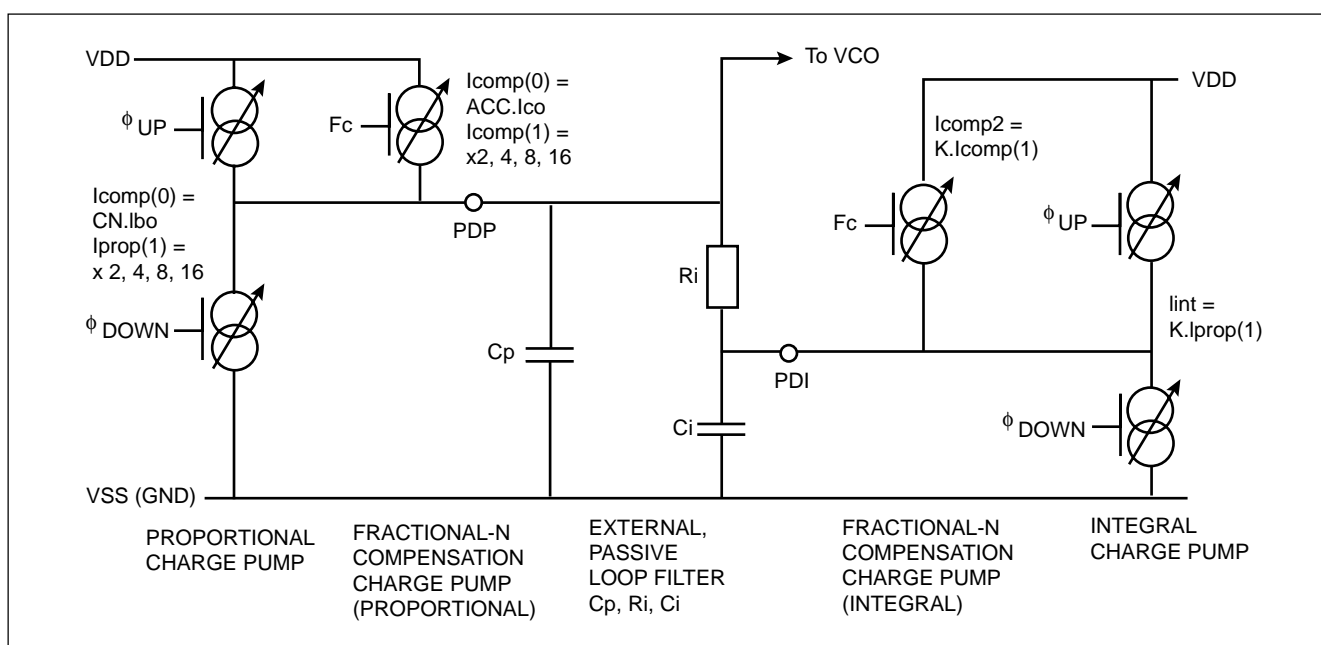 VDD
ϕ UP
Fc
Icomp(0) =
ACC.Ico
Icomp(1) =
x2, 4, 8, 16
To VCO
VDD
Icomp2 =
K.Icomp(1)
Icomp(0) =
CN.Ibo
Iprop(1) =
x 2, 4, 8, 16
PDP
Fc
ϕ UP
Ri
ϕ DOWN
Iint =
K.Iprop(1)
Cp
PDI
Ci
ϕ DOWN
VSS (GND)
PROPORTIONAL
CHARGE PUMP
FRACTIONAL-N
COMPENSATION
CHARGE PUMP
(PROPORTIONAL)
EXTERNAL,
PASSIVE
LOOP FILTER
Cp, Ri, Ci
FRACTIONAL-N
COMPENSATION
CHARGE PUMP
(INTEGRAL)
INTEGRAL
CHARGE PUMP